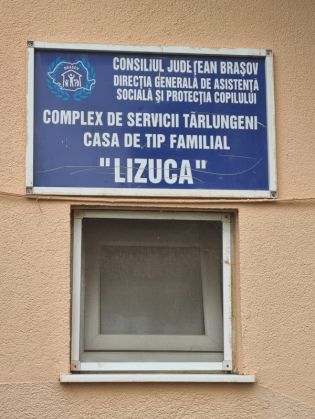 BRAȘOV
CONSILIUL JUDEȚEAN BRAȘOV
DIRECȚIA GENERALĂ DE ASISTENȚĂ
SOCIALĂ ȘI PROTECȚIA COPILULUI
COMPLEX DE SERVICII TĂRLUNGENI
CASA DE TIP FAMILIAL
"LIZUCA"